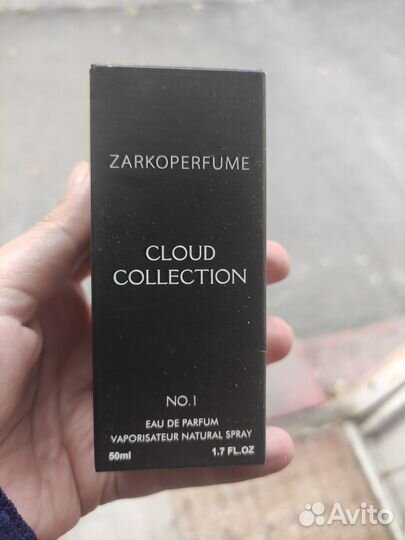 ZARKOPERFUME
CLOUD
COLLECTION
NO.1
EAU DE PARFUM
VAPORISATEUR NATURAL SPRAY
50ml 1.7 FL.OZ
Avito